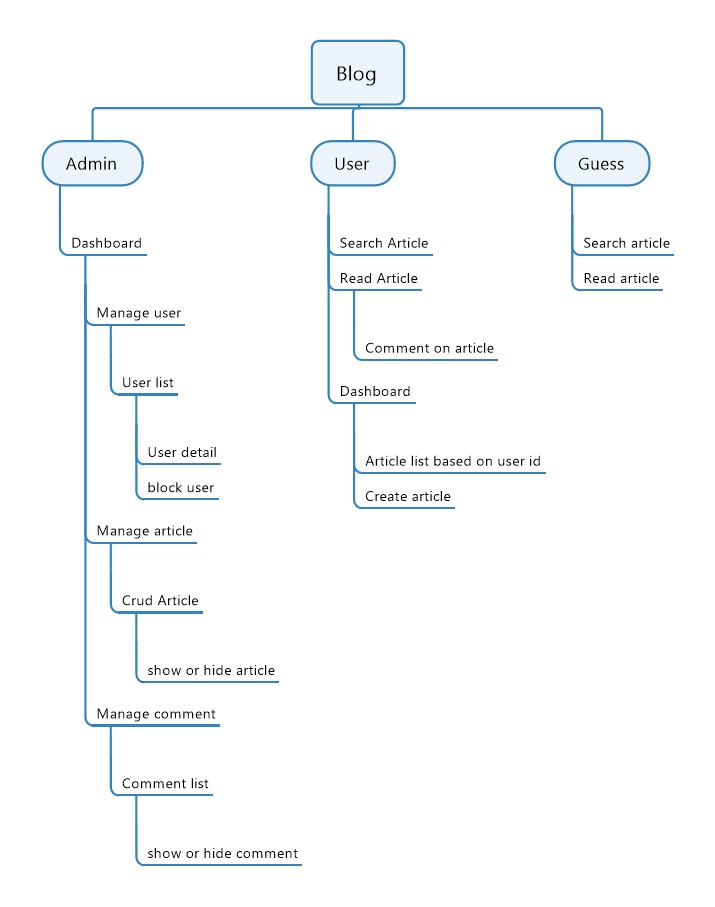 Blog
Admin
User
Guess
Dashboard
Manage user
User list
User detail
block user
Manage article
Crud Article
show or hide article
Manage comment
Comment list
show or hide comment
Search Article
Read Article
Comment on article
Dashboard
Article list based on user id
Create article
Search article
Read article